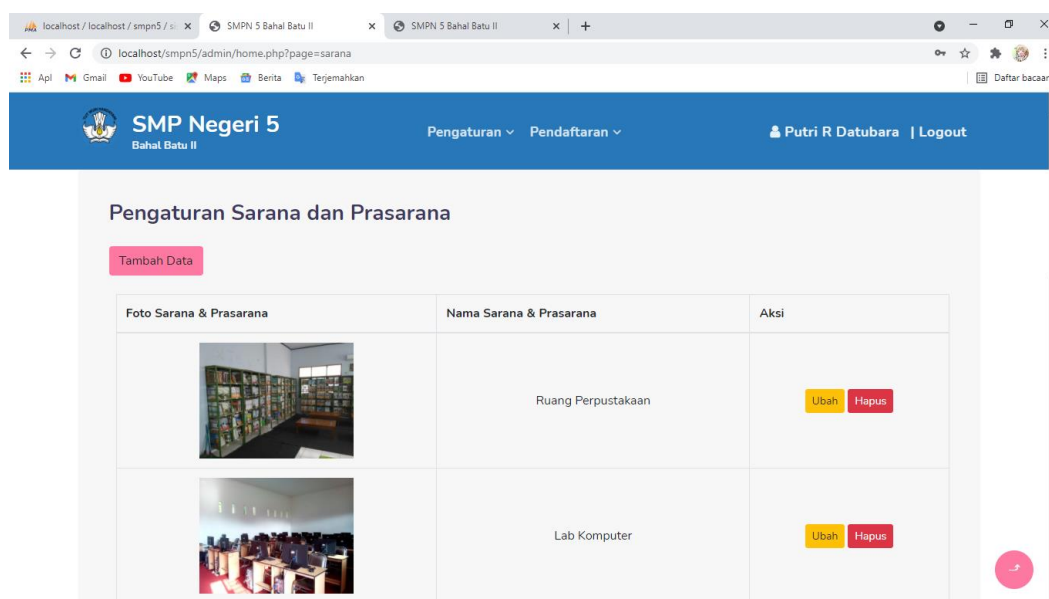 localhost / localhost / smpn5 / si
SMPN 5 Bahal Batu II
SMPN 5 Bahal Batu II
localhost/smpn5/admin/home.php?page=sarana
Apl Gmail YouTube Maps Berita Terjemahkan Daftar bacaan
SMP Negeri 5
Bahal Batu II
Pengaturan Pendaftaran Putri R Datubara | Logout
Pengaturan Sarana dan Prasarana
Tambah Data
Foto Sarana & Prasarana Nama Sarana & Prasarana Aksi
Ruang Perpustakaan Ubah Hapus
Lab Komputer Ubah Hapus